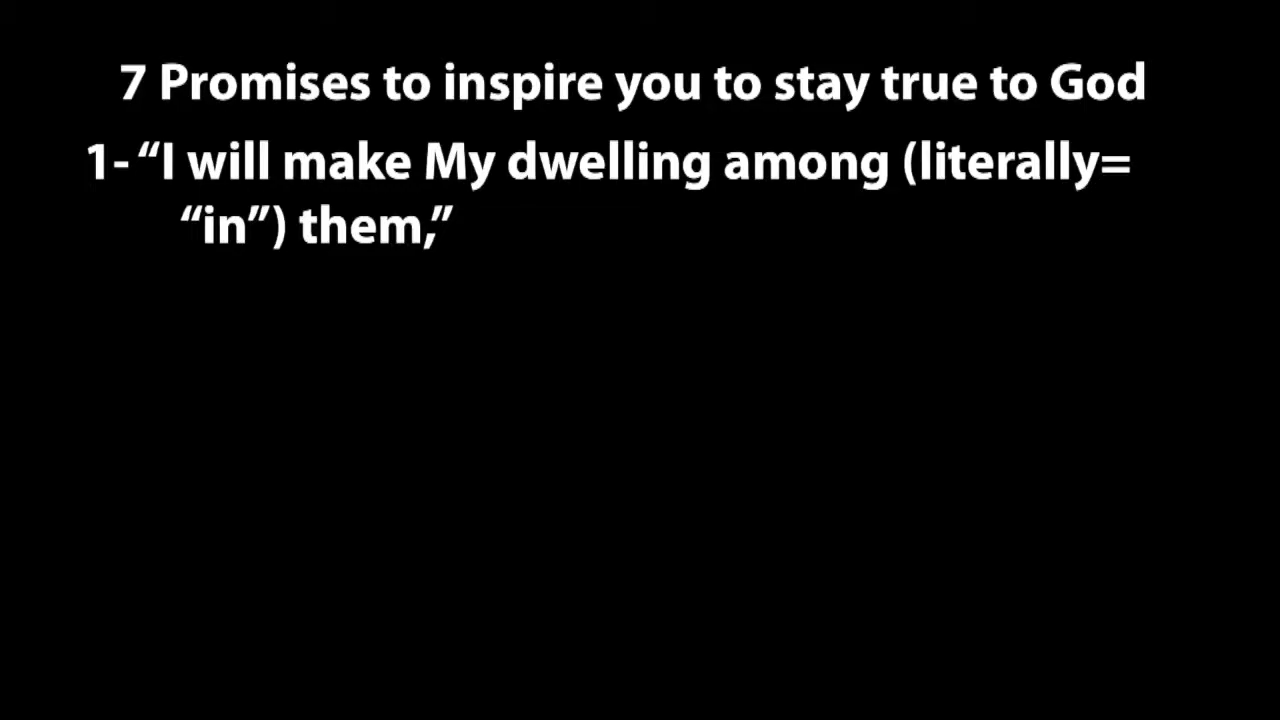 7 Promises to inspire you to stay true to God
1- “I will make My dwelling among (literally=
“in”) them,”